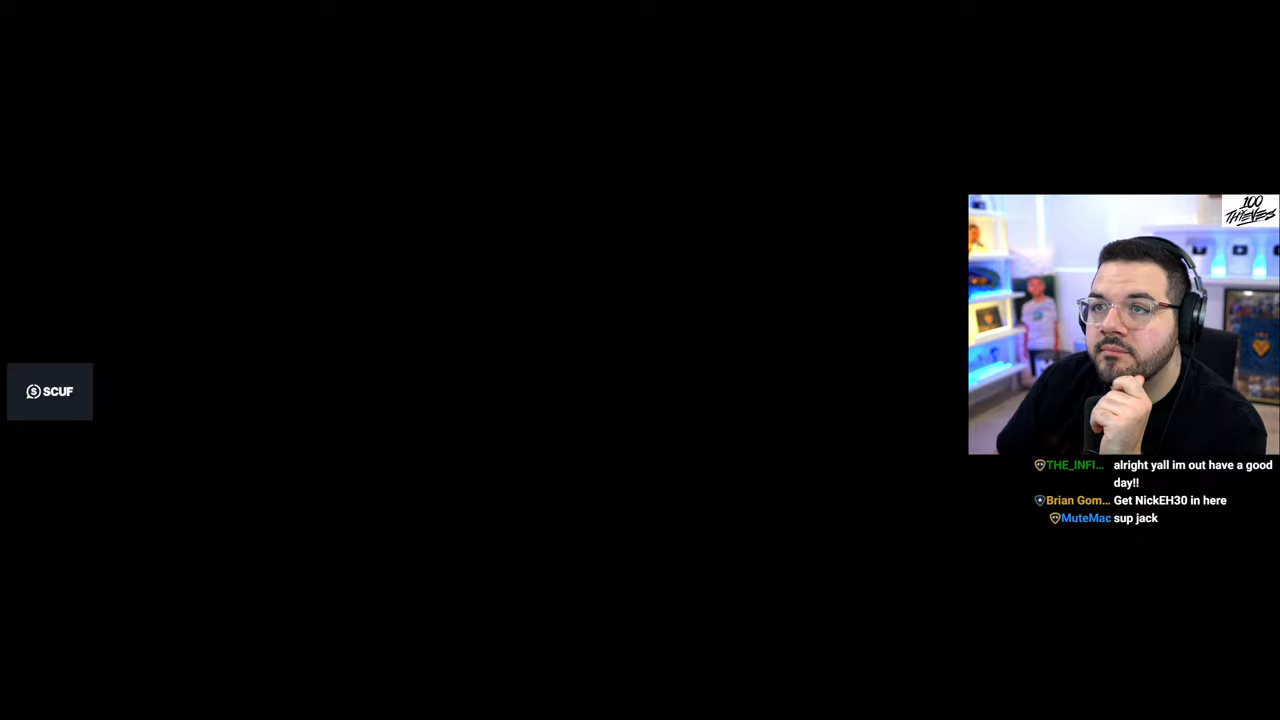 100
THIEVES
SCUF
THE_INFI... alright yall im out have a good
day!!
Brian Gom... Get NickEH30 in here
MuteMac sup jack